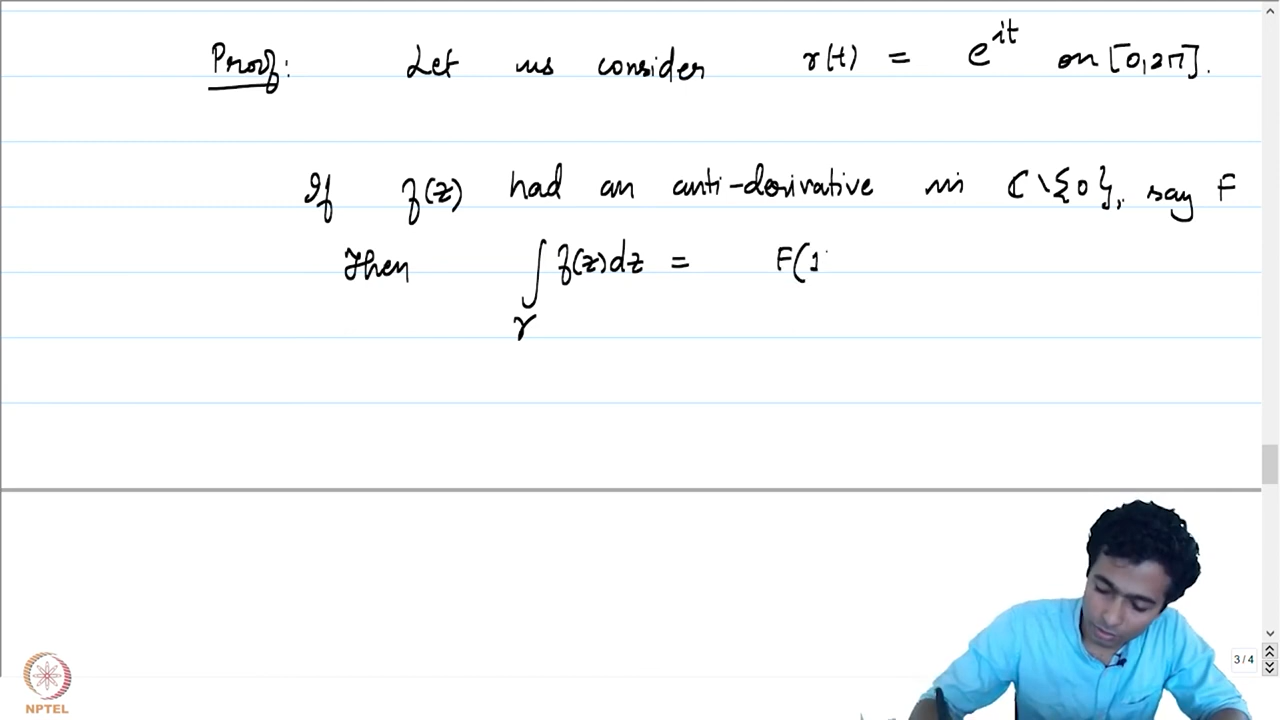 Proof: Let us consider γ(t) = e^{it} on [0,2π].
If f(z) had an anti-derivative in ℂ\{0}, say F
Then ∫_γ f(z)dz = F(1
3 / 4
NPTEL